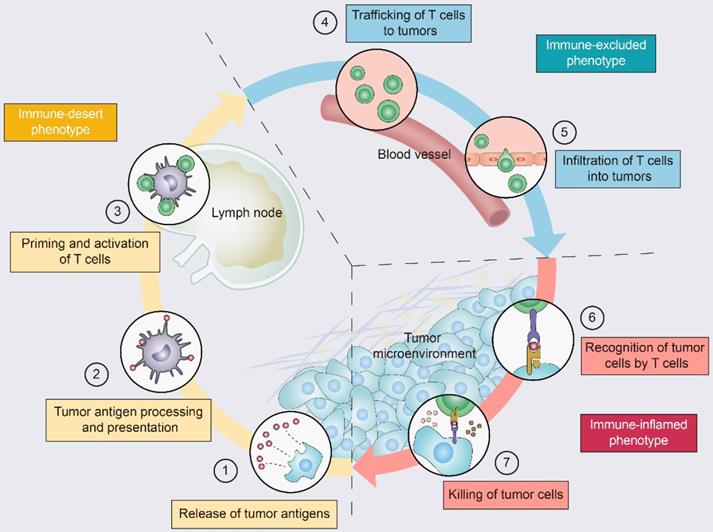 4
Trafficking of T cells
to tumors
Immune-excluded
phenotype
Immune-desert
phenotype
5
Blood vessel
Infiltration of T cells
into tumors
3
Lymph node
Priming and activation
of T cells
6
Tumor
microenvironment
Recognition of tumor
cells by T cells
2
Tumor antigen processing
and presentation
Immune-inflamed
phenotype
1
7
Release of tumor antigens
Killing of tumor cells